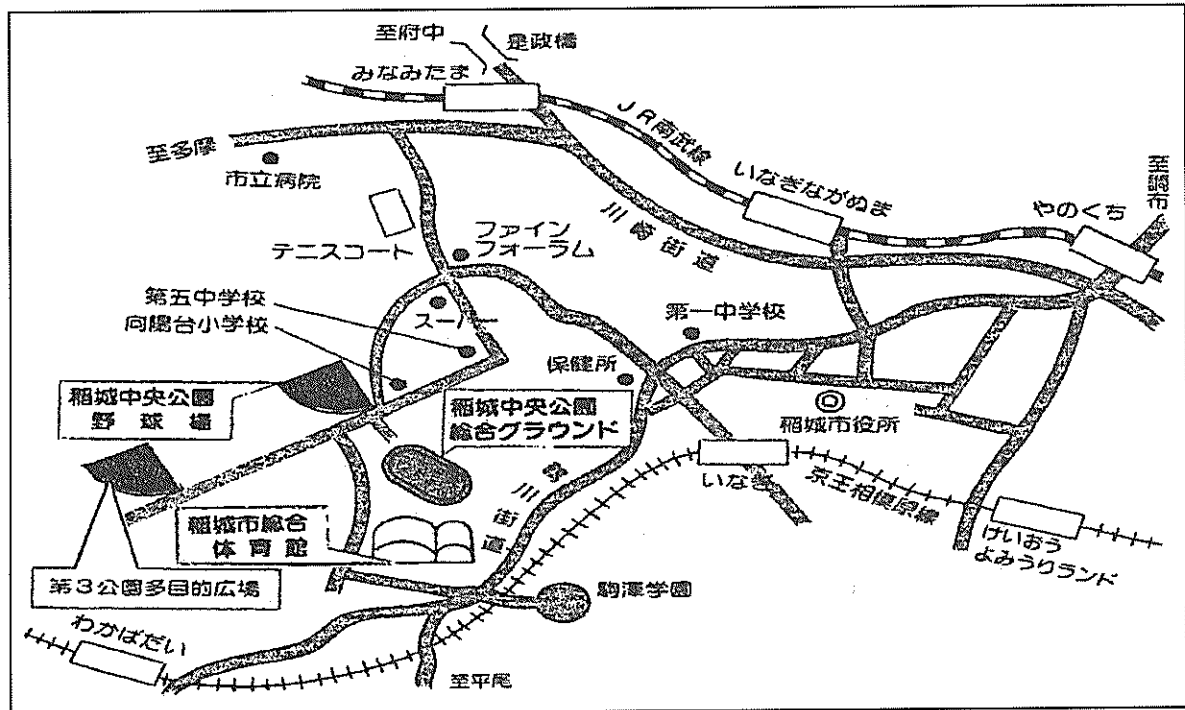 至府中
是政橋
みなみたま
JR南武線
至多摩
市立病院
いなぎながぬま
至調布
やのくち
川崎街道
テニスコート
ファイン
フォーラム
第五中学校
スーパー
向陽台小学校
第一中学校
保健所
稲城中央公園
野球場
稲城中央公園
総合グラウンド
稲城市役所
いなぎ
京王相模原線
街道
稲城市総合
体育館
けいおう
よみうりランド
第3公園多目的広場
駒澤学園
わかばだい
至平尾